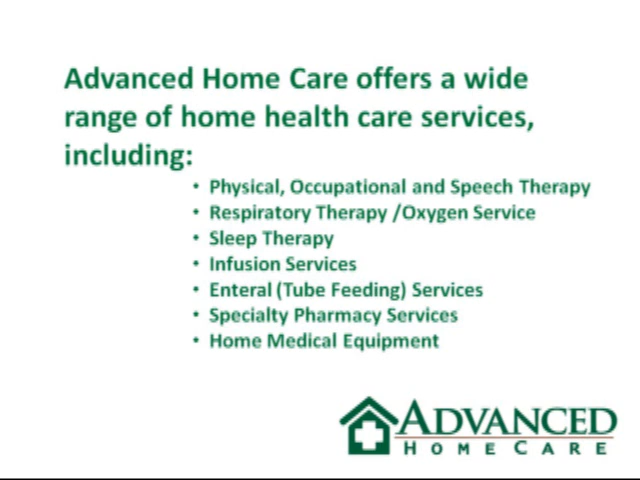 Advanced Home Care offers a wide
range of home health care services,
including:
• Physical, Occupational and Speech Therapy
• Respiratory Therapy /Oxygen Service
• Sleep Therapy
• Infusion Services
• Enteral (Tube Feeding) Services
• Specialty Pharmacy Services
• Home Medical Equipment
ADVANCED
HOME CARE